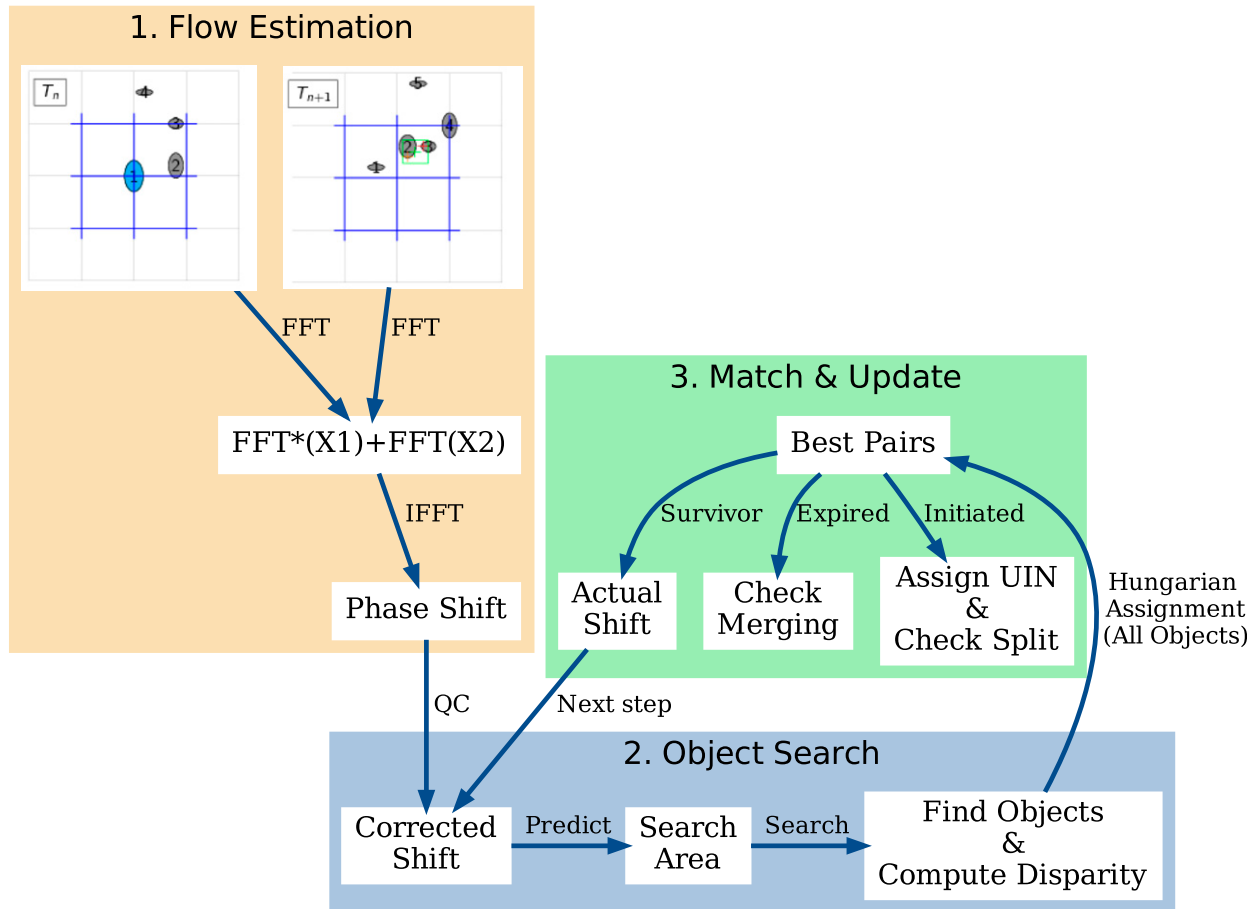 1. Flow Estimation
Tn
4
3
2
1
Tn+1
5
4
2
3
1
FFT
FFT
FFT*(X1)+FFT(X2)
IFFT
Phase Shift
QC
3. Match & Update
Best Pairs
Survivor
Expired
Initiated
Actual
Shift
Check
Merging
Assign UIN
&
Check Split
Hungarian
Assignment
(All Objects)
Next step
2. Object Search
Corrected
Shift
Predict
Search
Area
Search
Find Objects
&
Compute Disparity